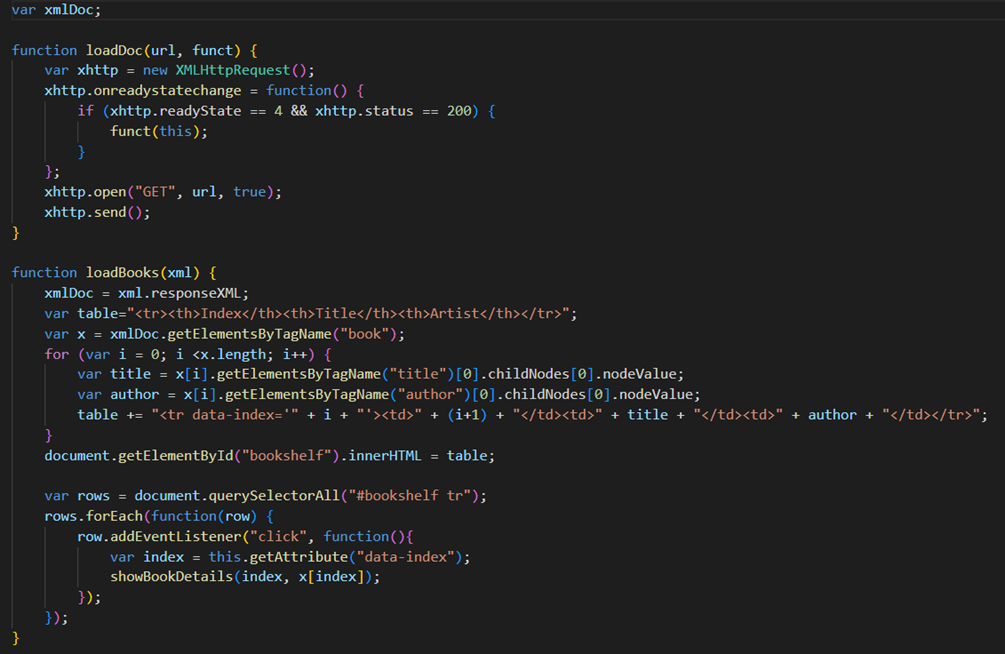 var xmlDoc;
function loadDoc(url, funct) {
var xhttp = new XMLHttpRequest();
xhttp.onreadystatechange = function() {
if (xhttp.readyState == 4 && xhttp.status == 200) {
funct(this);
}
};
xhttp.open("GET", url, true);
xhttp.send();
}
function loadBooks(xml) {
xmlDoc = xml.responseXML;
var table="<tr><th>Index</th><th>Title</th><th>Artist</th></tr>";
var x = xmlDoc.getElementsByTagName("book");
for (var i = 0; i <x.length; i++) {
var title = x[i].getElementsByTagName("title")[0].childNodes[0].nodeValue;
var author = x[i].getElementsByTagName("author")[0].childNodes[0].nodeValue;
table += "<tr data-index='" + i + "'><td>" + (i+1) + "</td><td>" + title + "</td><td>" + author + "</td></tr>";
}
document.getElementById("bookshelf").innerHTML = table;
var rows = document.querySelectorAll("#bookshelf tr");
rows.forEach(function(row) {
row.addEventListener("click", function(){
var index = this.getAttribute("data-index");
showBookDetails(index, x[index]);
});
});
}